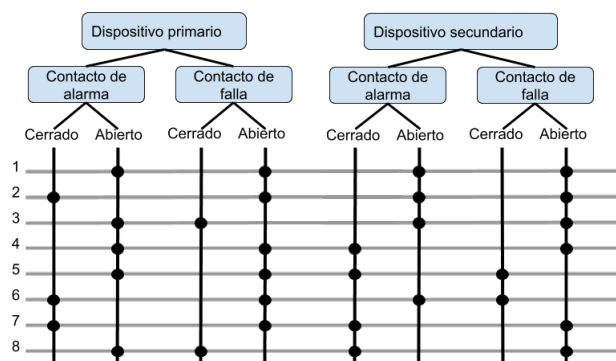 Dispositivo primario
Dispositivo secundario
Contacto de
alarma
Contacto de
falla
Contacto de
alarma
Contacto de
falla
Cerrado Abierto Cerrado Abierto Cerrado Abierto Cerrado Abierto
1
2
3
4
5
6
7
8